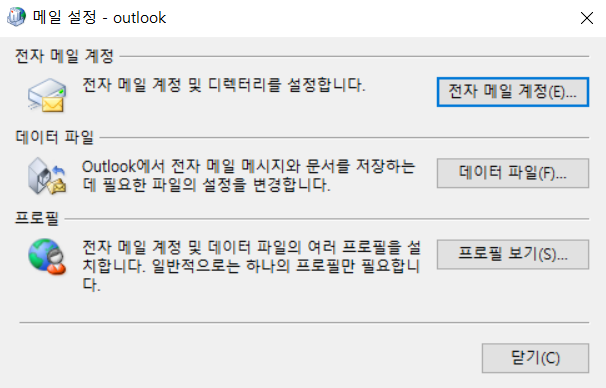 메일 설정 - outlook
전자 메일 계정
전자 메일 계정 및 디렉터리를 설정합니다.
전자 메일 계정(E)...
데이터 파일
Outlook에서 전자 메일 메시지와 문서를 저장하는
데 필요한 파일의 설정을 변경합니다.
데이터 파일(F)...
프로필
전자 메일 계정 및 데이터 파일의 여러 프로필을 설
치합니다. 일반적으로는 하나의 프로필만 필요합니
다.
프로필 보기(S)...
닫기(C)